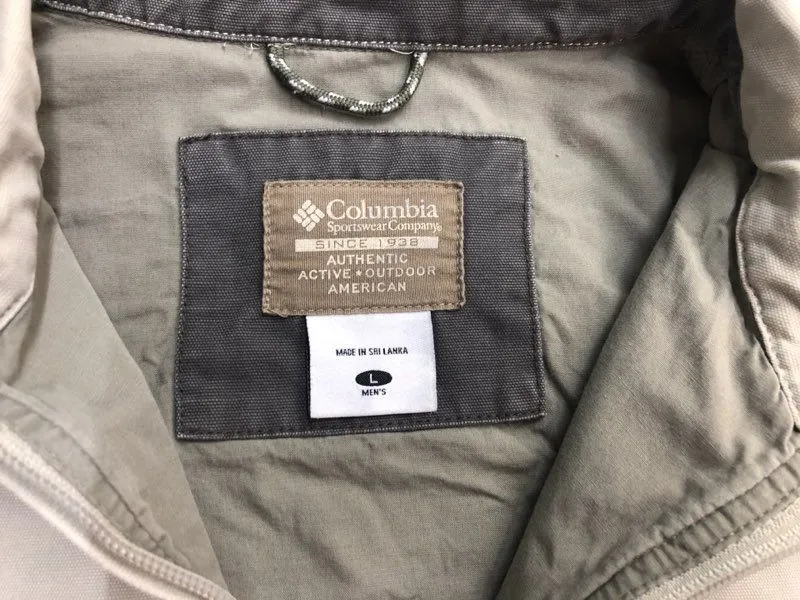 Columbia
Sportswear Company®
SINCE 1938
AUTHENTIC
ACTIVE★OUTDOOR
AMERICAN
MADE IN SRI LANKA
L
MEN'S